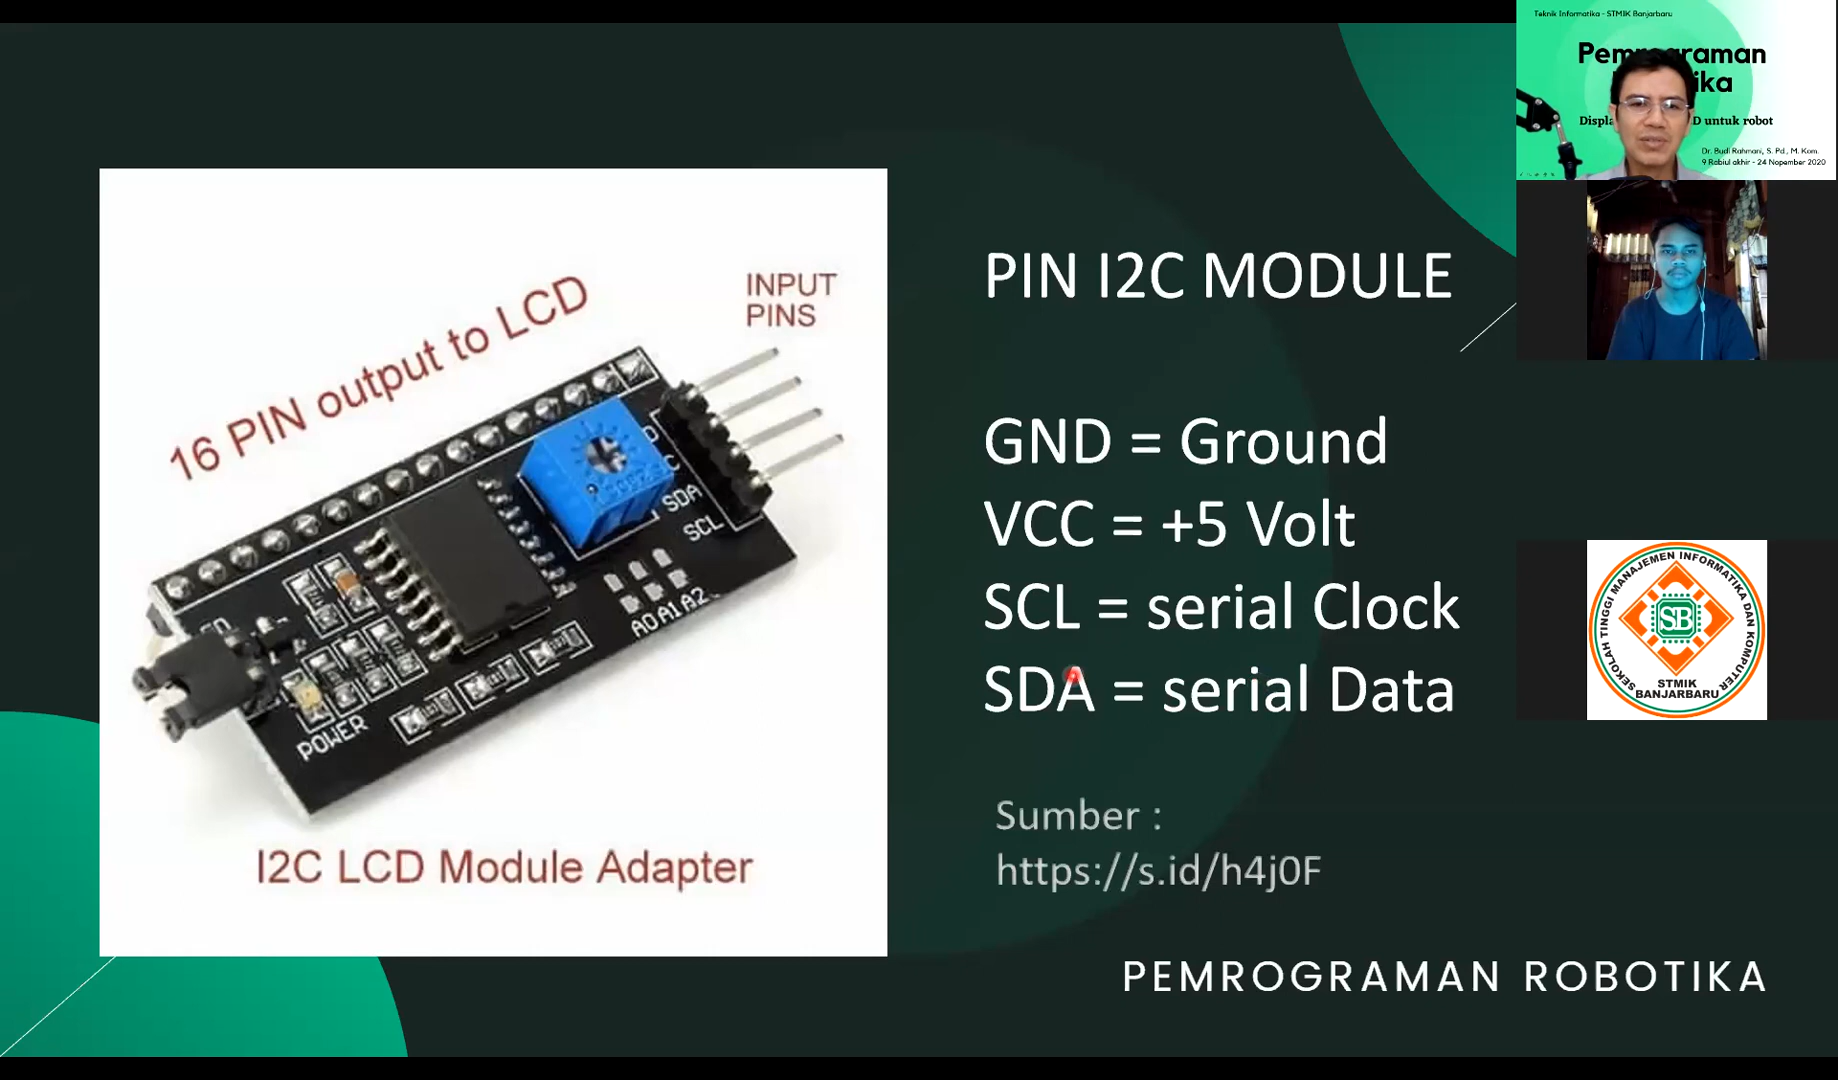 16 PIN output to LCD
INPUT
PINS
SDA
SCL
A0A1A2
POWER
I2C LCD Module Adapter
PIN I2C MODULE
GND = Ground
VCC = +5 Volt
SCL = serial Clock
SDA = serial Data
Sumber :
https://s.id/h4j0F
PEMROGRAMAN ROBOTIKA
Teknik Informatika - STMIK Banjarbaru
untuk robot
Dr. Budi Rahmani, S. Pd., M. Kom.
9 Rabiul akhir - 24 Nopember 2020
SEKOLAH TINGGI MANAJEMEN INFORMATIKA DAN KOMPUTER
SB
STMIK
BANJARBARU